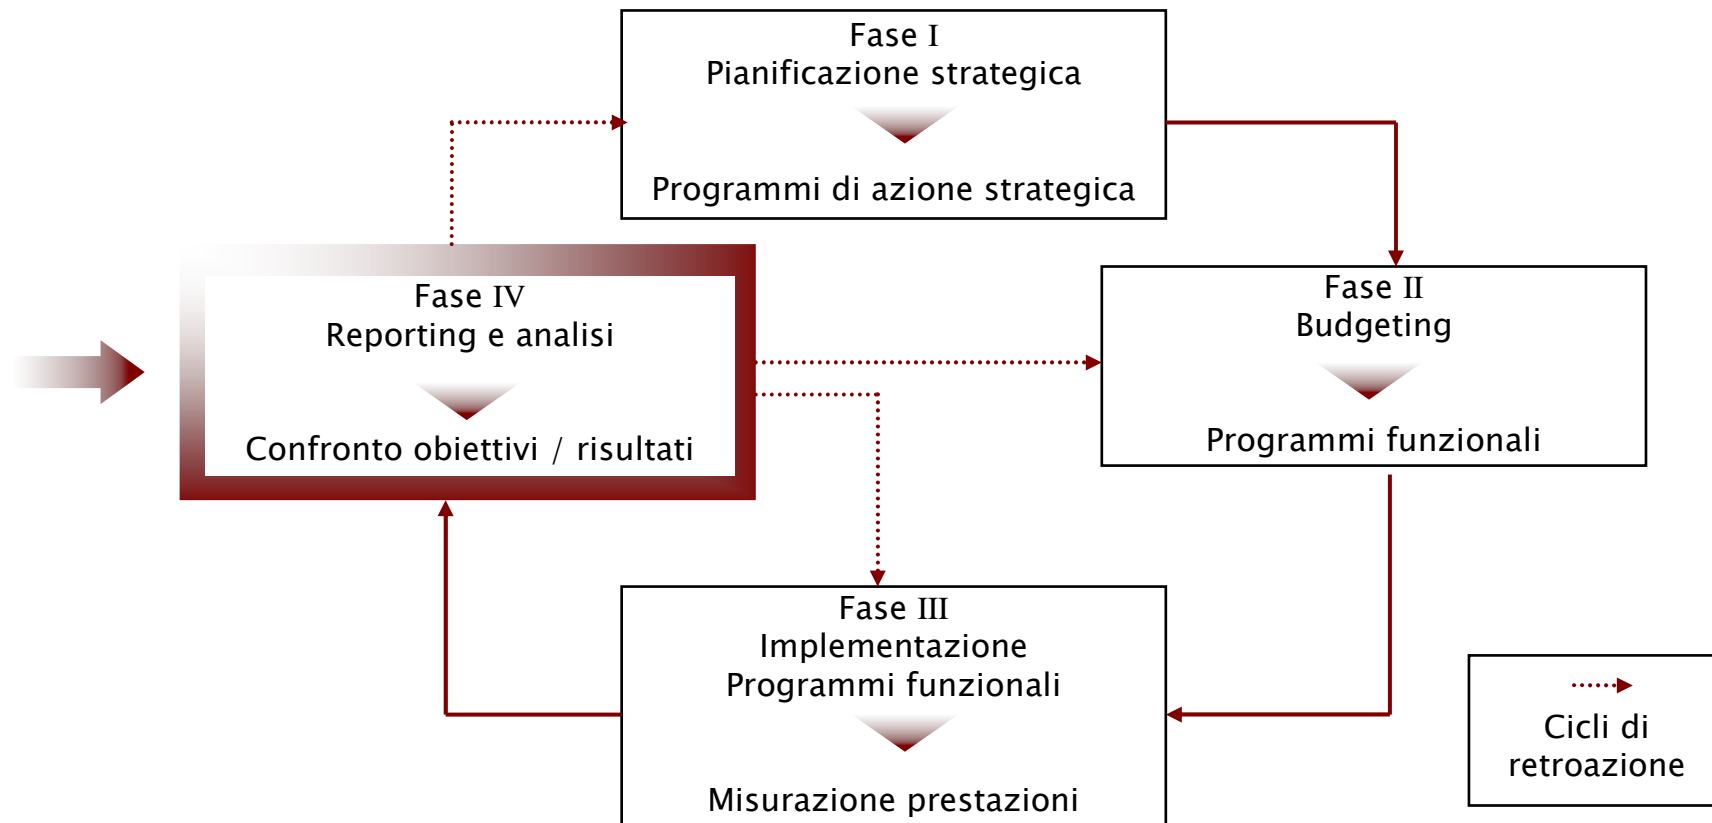 Fase I
Pianificazione strategica
Programmi di azione strategica
Fase IV
Reporting e analisi
Confronto obiettivi / risultati
Fase II
Budgeting
Programmi funzionali
Fase III
Implementazione
Programmi funzionali
Misurazione prestazioni
Cicli di
retroazione